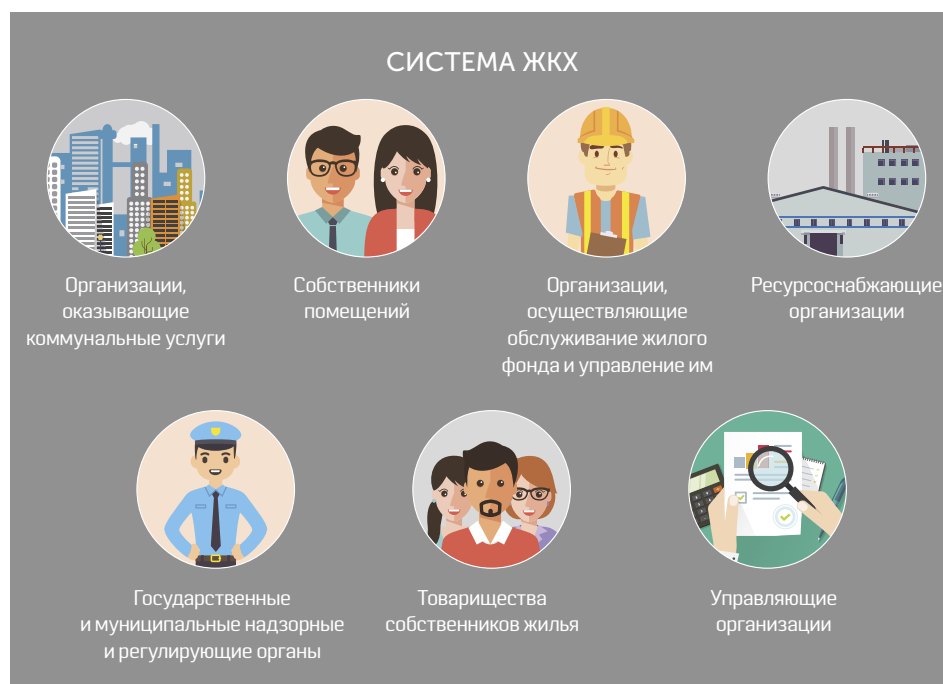 СИСТЕМА ЖКХ
Организации,
оказывающие
коммунальные услуги
Собственники
помещений
Организации,
осуществляющие
обслуживание жилого
фонда и управление им
Ресурсоснабжающие
организации
Государственные
и муниципальные надзорные
и регулирующие органы
Товарищества
собственников жилья
Управляющие
организации